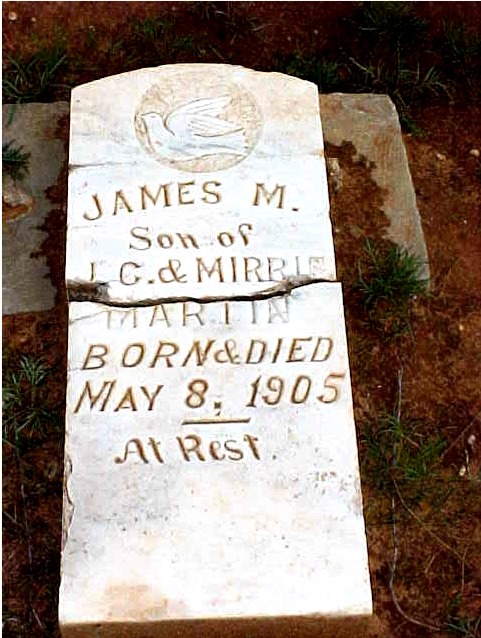 JAMES M.
Son of
& MIRRIE
MARTIN
BORN & DIED
MAY 8, 1905
At Rest.